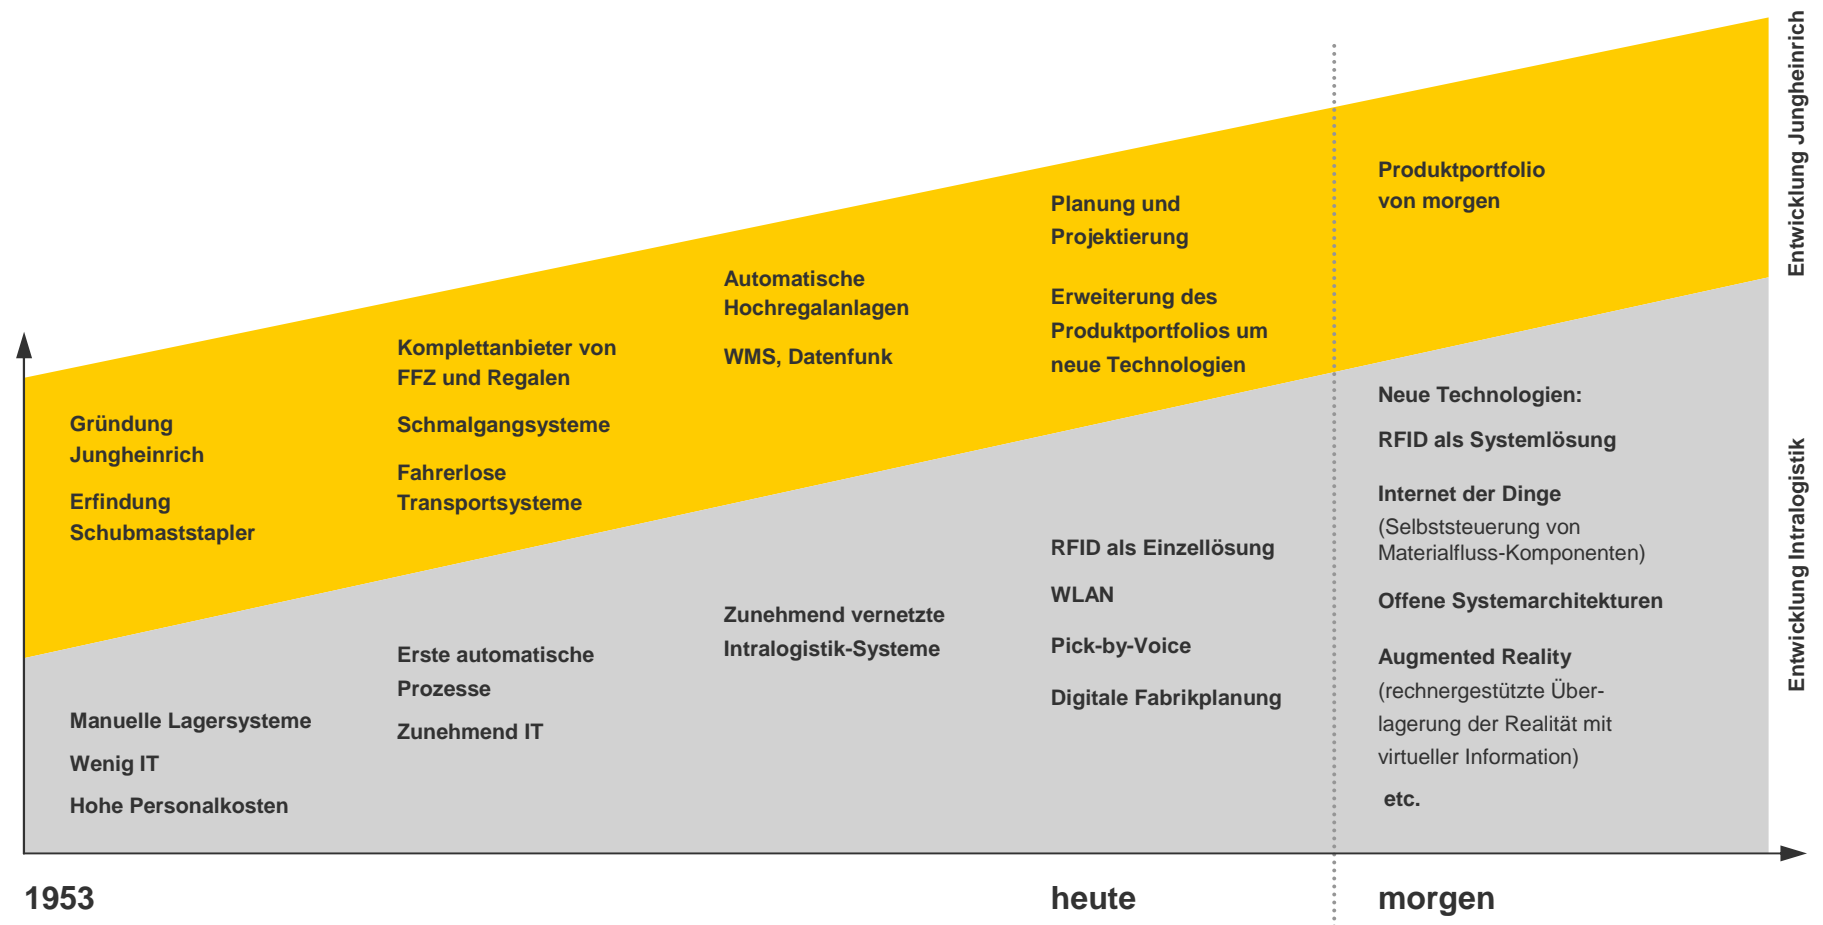 Entwicklung Jungheinrich
Gründung
Jungheinrich
Erfindung
Schubmaststapler
Komplettanbieter von
FFZ und Regalen
Schmalgangsysteme
Fahrerlose
Transportsysteme
Automatische
Hochregalanlagen
WMS, Datenfunk
Planung und
Projektierung
Erweiterung des
Produktportfolios um
neue Technologien
Produktportfolio
von morgen
Entwicklung Intralogistik
Manuelle Lagersysteme
Wenig IT
Hohe Personalkosten
Erste automatische
Prozesse
Zunehmend IT
Zunehmend vernetzte
Intralogistik-Systeme
RFID als Einzellösung
WLAN
Pick-by-Voice
Digitale Fabrikplanung
Neue Technologien:
RFID als Systemlösung
Internet der Dinge
(Selbststeuerung von
Materialfluss-Komponenten)
Offene Systemarchitekturen
Augmented Reality
(rechnergestützte Über-
lagerung der Realität mit
virtueller Information)
etc.
1953
heute
morgen